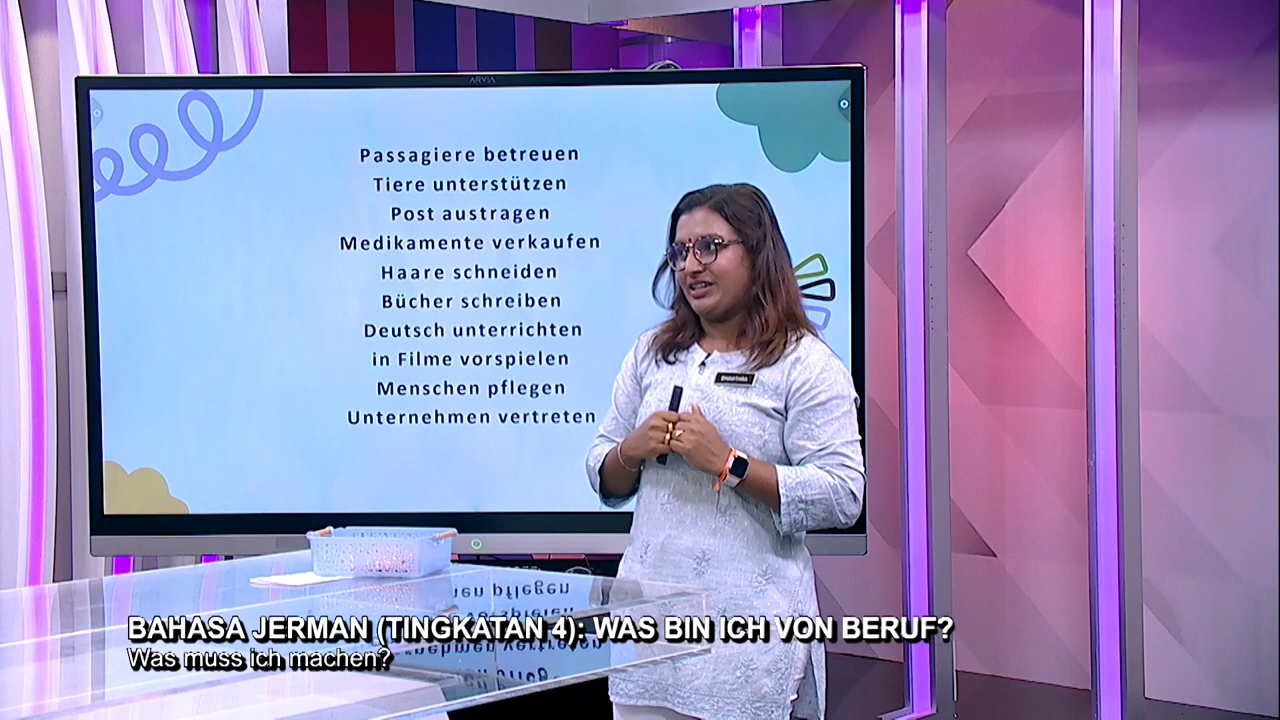 ARVIA
Passagiere betreuen
Tiere unterstützen
Post austragen
Medikamente verkaufen
Haare schneiden
Bücher schreiben
Deutsch unterrichten
in Filme vorspielen
Menschen pflegen
Unternehmen vertreten
BAHASA JERMAN (TINGKATAN 4): WAS BIN ICH VON BERUF?
Was muss ich machen?